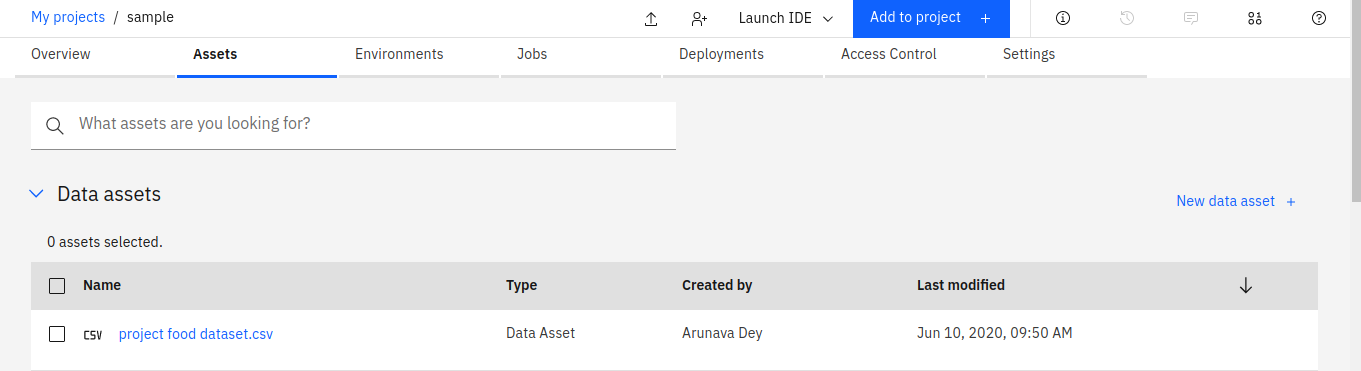 My projects / sample Launch IDE Add to project +
Overview Assets Environments Jobs Deployments Access Control Settings
What assets are you looking for?
Data assets
New data asset +
0 assets selected.
Name Type Created by Last modified
CSV project food dataset.csv Data Asset Arunava Dey Jun 10, 2020, 09:50 AM